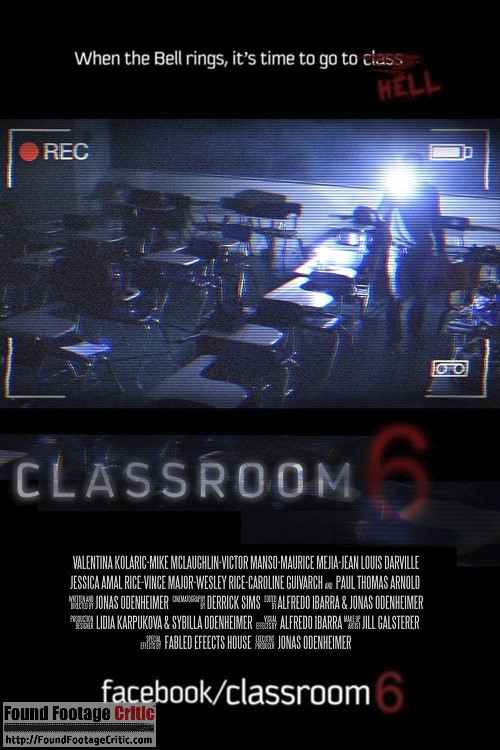 When the Bell rings, it's time to go to class
HELL
REC
CLASSROOM 6
VALENTINA KOLARIC-MIKE MCLAUGHLIN-VICTOR MANSO-MAURICE MEJIA-JEAN LOUIS DARVILLE
JESSICA AMAL RICE-VINCE MAJOR-WESLEY RICE-CAROLINE GUIVARCH AND PAUL THOMAS ARNOLD
WRITTEN AND DIRECTED BY JONAS ODENHEIMER CINEMATOGRAPHY BY DERRICK SIMS EDITED BY ALFREDO IBARRA & JONAS ODENHEIMER
PRODUCTION DESIGNER LIDIA KARPUKOVA & SYBILLA ODENHEIMER VISUAL EFFECTS BY ALFREDO IBARRA MAKE UP ARTIST JILL GALSTERER
SPECIAL EFFECTS BY FABLED EFEECTS HOUSE EXECUTIVE PRODUCER JONAS ODENHEIMER
facebook/classroom 6
Found Footage Critic
http://FoundFootageCritic.com